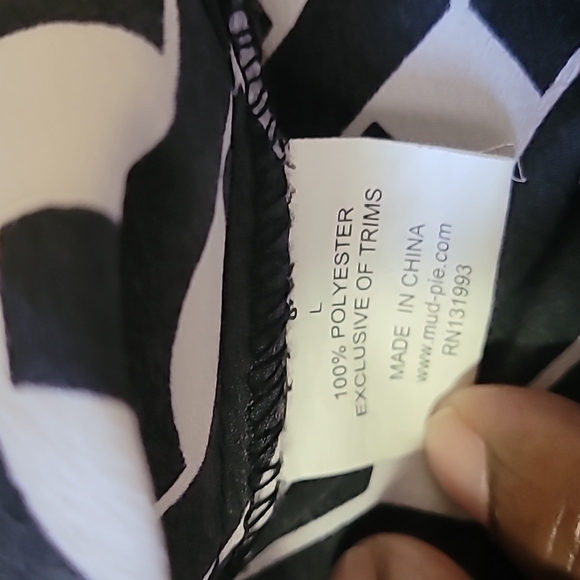 L
100% POLYESTER
EXCLUSIVE OF TRIMS
MADE IN CHINA
www.mud-pie.com
RN131993